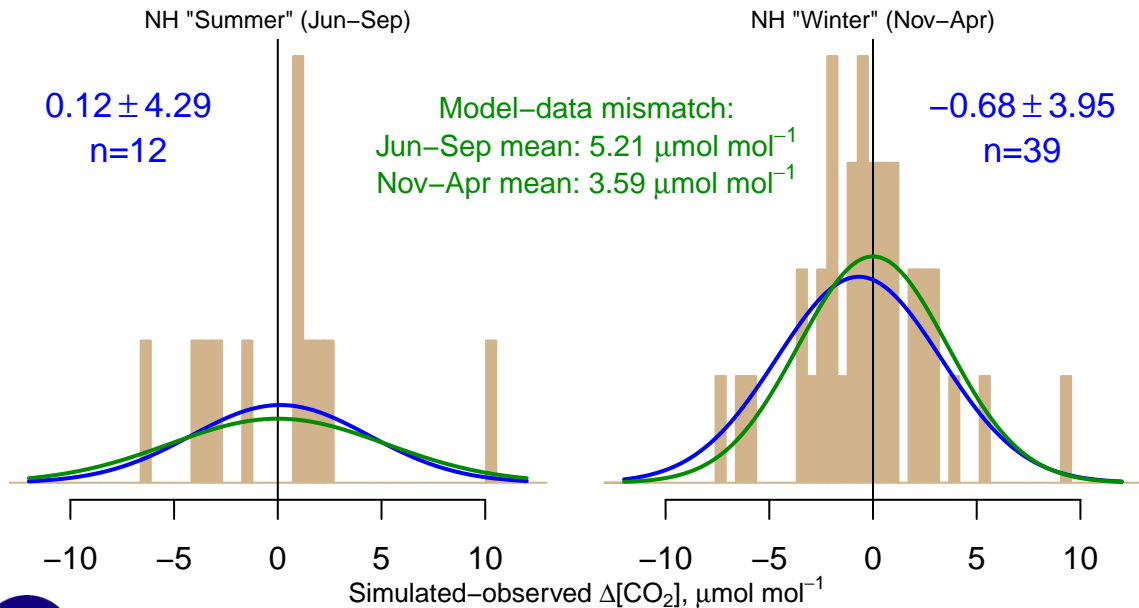 NH "Summer" (Jun−Sep)
NH "Winter" (Nov−Apr)
0.12 ± 4.29
n=12
Model−data mismatch:
Jun−Sep mean: 5.21 μmol mol⁻¹
Nov−Apr mean: 3.59 μmol mol⁻¹
−0.68 ± 3.95
n=39
−10 −5 0 5 10
−10 −5 0 5 10
Simulated−observed Δ[CO₂], μmol mol⁻¹